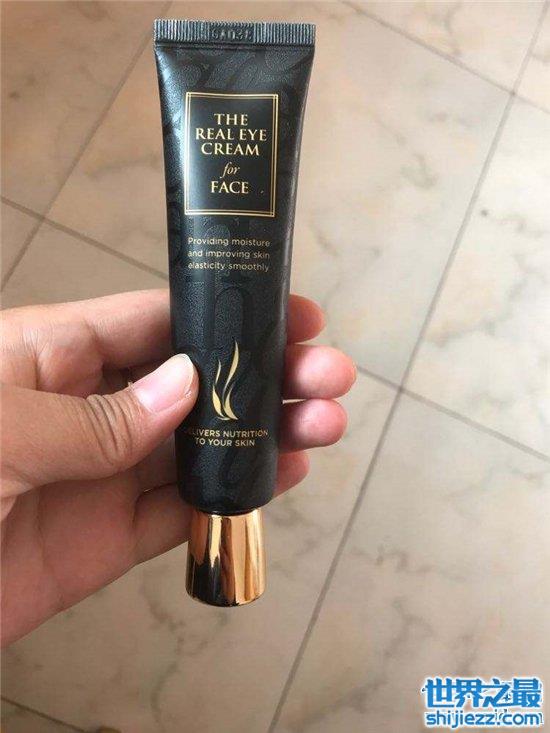 THE
REAL EYE
CREAM
for
FACE
Providing moisture
and improving skin
elasticity smoothly
DELIVERS NUTRITION
TO YOUR SKIN
世界之最
shijiezzl.com